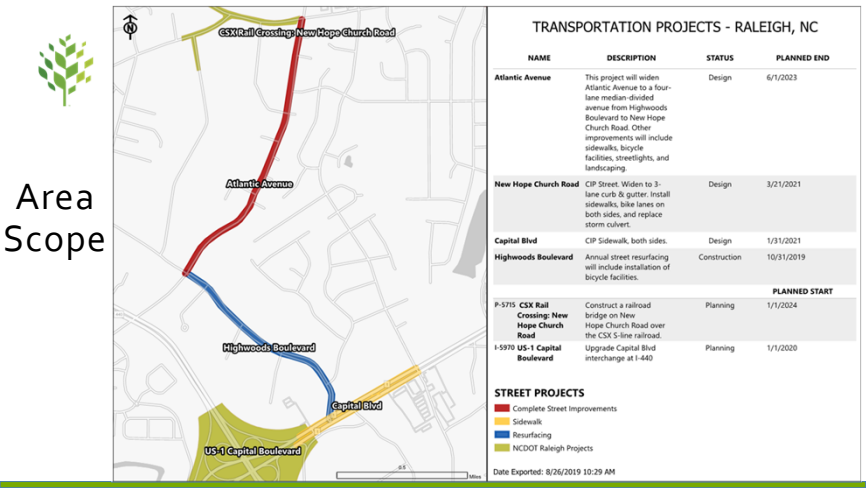 Area
Scope
N
CSX Rail Crossing: New Hope Church Road
Atlantic Avenue
Highwoods Boulevard
Capital Blvd
US-1 Capital Boulevard
0.5
Miles
TRANSPORTATION PROJECTS - RALEIGH, NC
NAME DESCRIPTION STATUS PLANNED END
Atlantic Avenue This project will widen Design 6/1/2023
Atlantic Avenue to a four-
lane median-divided
avenue from Highwoods
Boulevard to New Hope
Church Road. Other
improvements will include
sidewalks, bicycle
facilities, streetlights, and
landscaping.
New Hope Church Road CIP Street. Widen to 3- Design 3/21/2021
lane curb & gutter. Install
sidewalks, bike lanes on
both sides, and replace
storm culvert.
Capital Blvd CIP Sidewalk, both sides. Design 1/31/2021
Highwoods Boulevard Annual street resurfacing Construction 10/31/2019
will include installation of
bicycle facilities.
PLANNED START
P-5715 CSX Rail Construct a railroad Planning 1/1/2024
Crossing: New bridge on New
Hope Church Hope Church Road over
Road the CSX S-line railroad.
I-5970 US-1 Capital Upgrade Capital Blvd Planning 1/1/2020
Boulevard interchange at I-440
STREET PROJECTS
Complete Street Improvements
Sidewalk
Resurfacing
NCDOT Raleigh Projects
Date Exported: 8/26/2019 10:29 AM